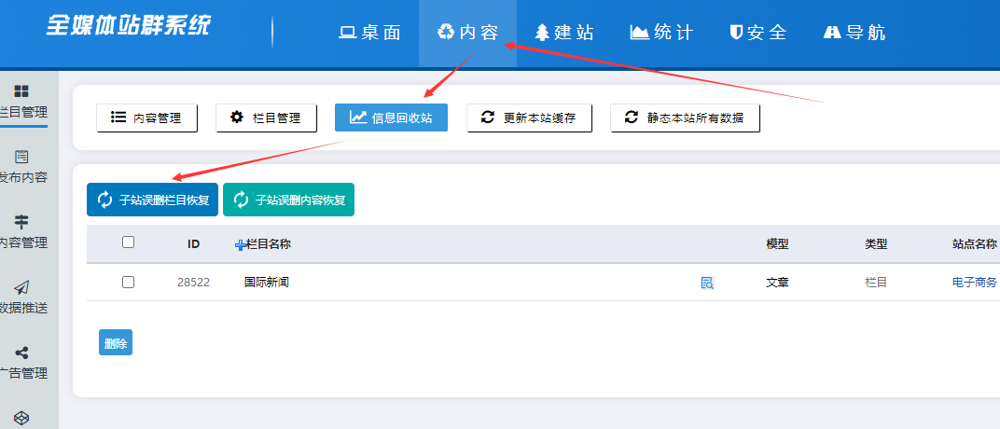 全媒体站群系统
桌面
内容
建站
统计
安全
导航
栏目管理
发布内容
内容管理
数据推送
广告管理
内容管理
栏目管理
信息回收站
更新本站缓存
静态本站所有数据
子站误删栏目恢复
子站误删内容恢复
ID
栏目名称
模型
类型
站点名称
28522
国际新闻
文章
栏目
电子商务
删除